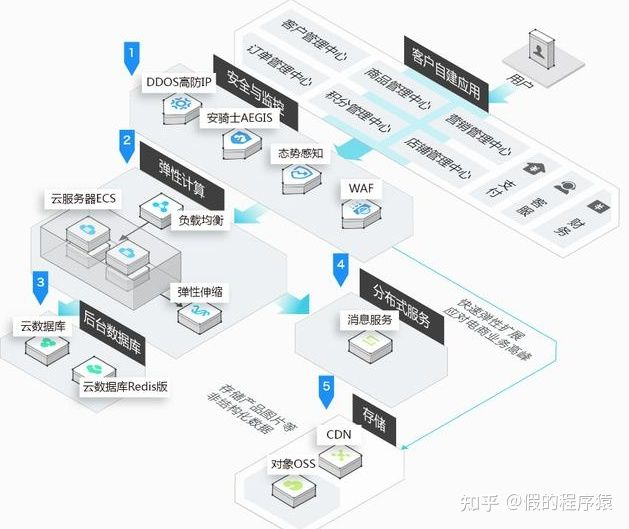 客户管理中心
订单管理中心
商品管理中心
积分管理中心
营销管理中心
店铺管理中心
支付
客服
财务
客户自建应用
用户
1
安全与监控
DDOS高防IP
安骑士AEGIS
态势感知
WAF
2
弹性计算
云服务器ECS
负载均衡
弹性伸缩
3
后台数据库
云数据库
云数据库Redis版
4
分布式服务
消息服务
快速弹性扩展
应对电商业务高峰
5
存储
存储产品图片等
非结构化数据
CDN
对象OSS
知乎 @假的程序猿